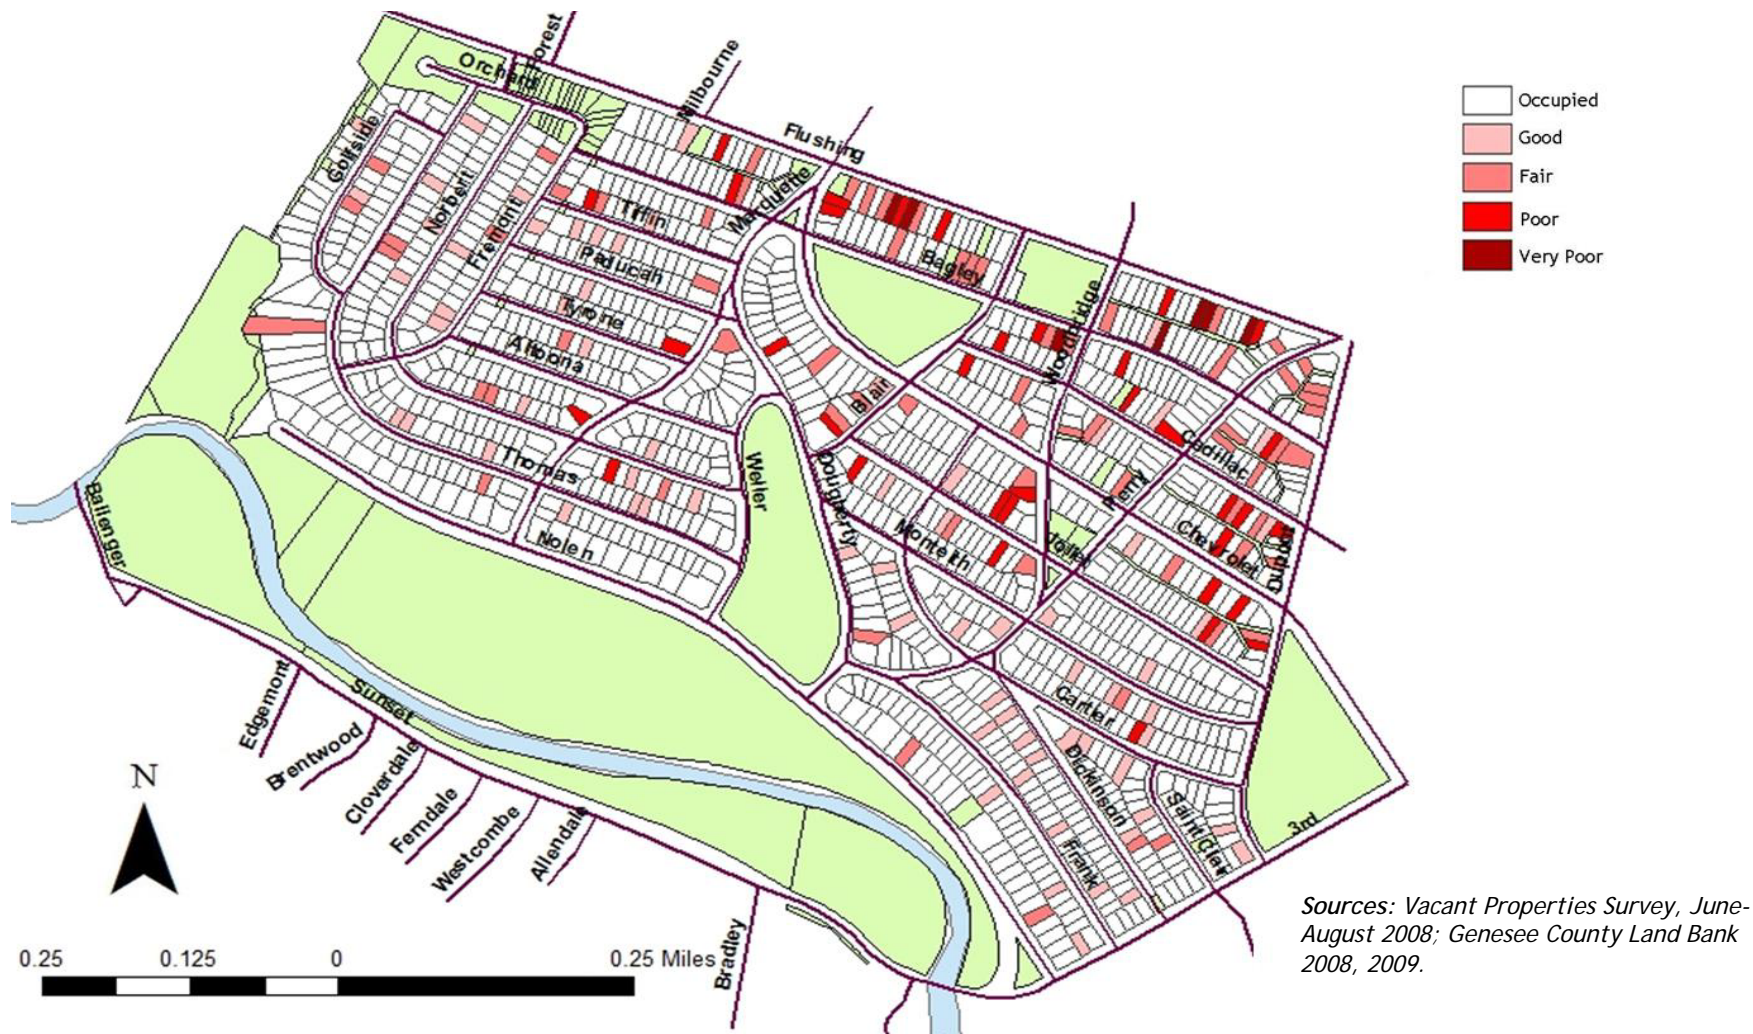 Forest
Orchard
Milbourne
Flushing
Golfside
Norbert
Fremont
Tiffin
Marquette
Paducah
Bagley
Tyrone
Altoona
Woodbridge
Blair
Thomas
Weller
Dougherty
Cadillac
Perry
Nolen
Monteith
Joliet
Chevrolet
Dupont
Ballenger
Edgemont
Sunset
Brentwood
Cloverdale
Ferndale
Westcombe
Allendale
Bradley
Cartier
Dickinson
Frank
Saint Clair
3rd
Occupied
Good
Fair
Poor
Very Poor
N
0.25 0.125 0 0.25 Miles
Sources: Vacant Properties Survey, June-
August 2008; Genesee County Land Bank
2008, 2009.